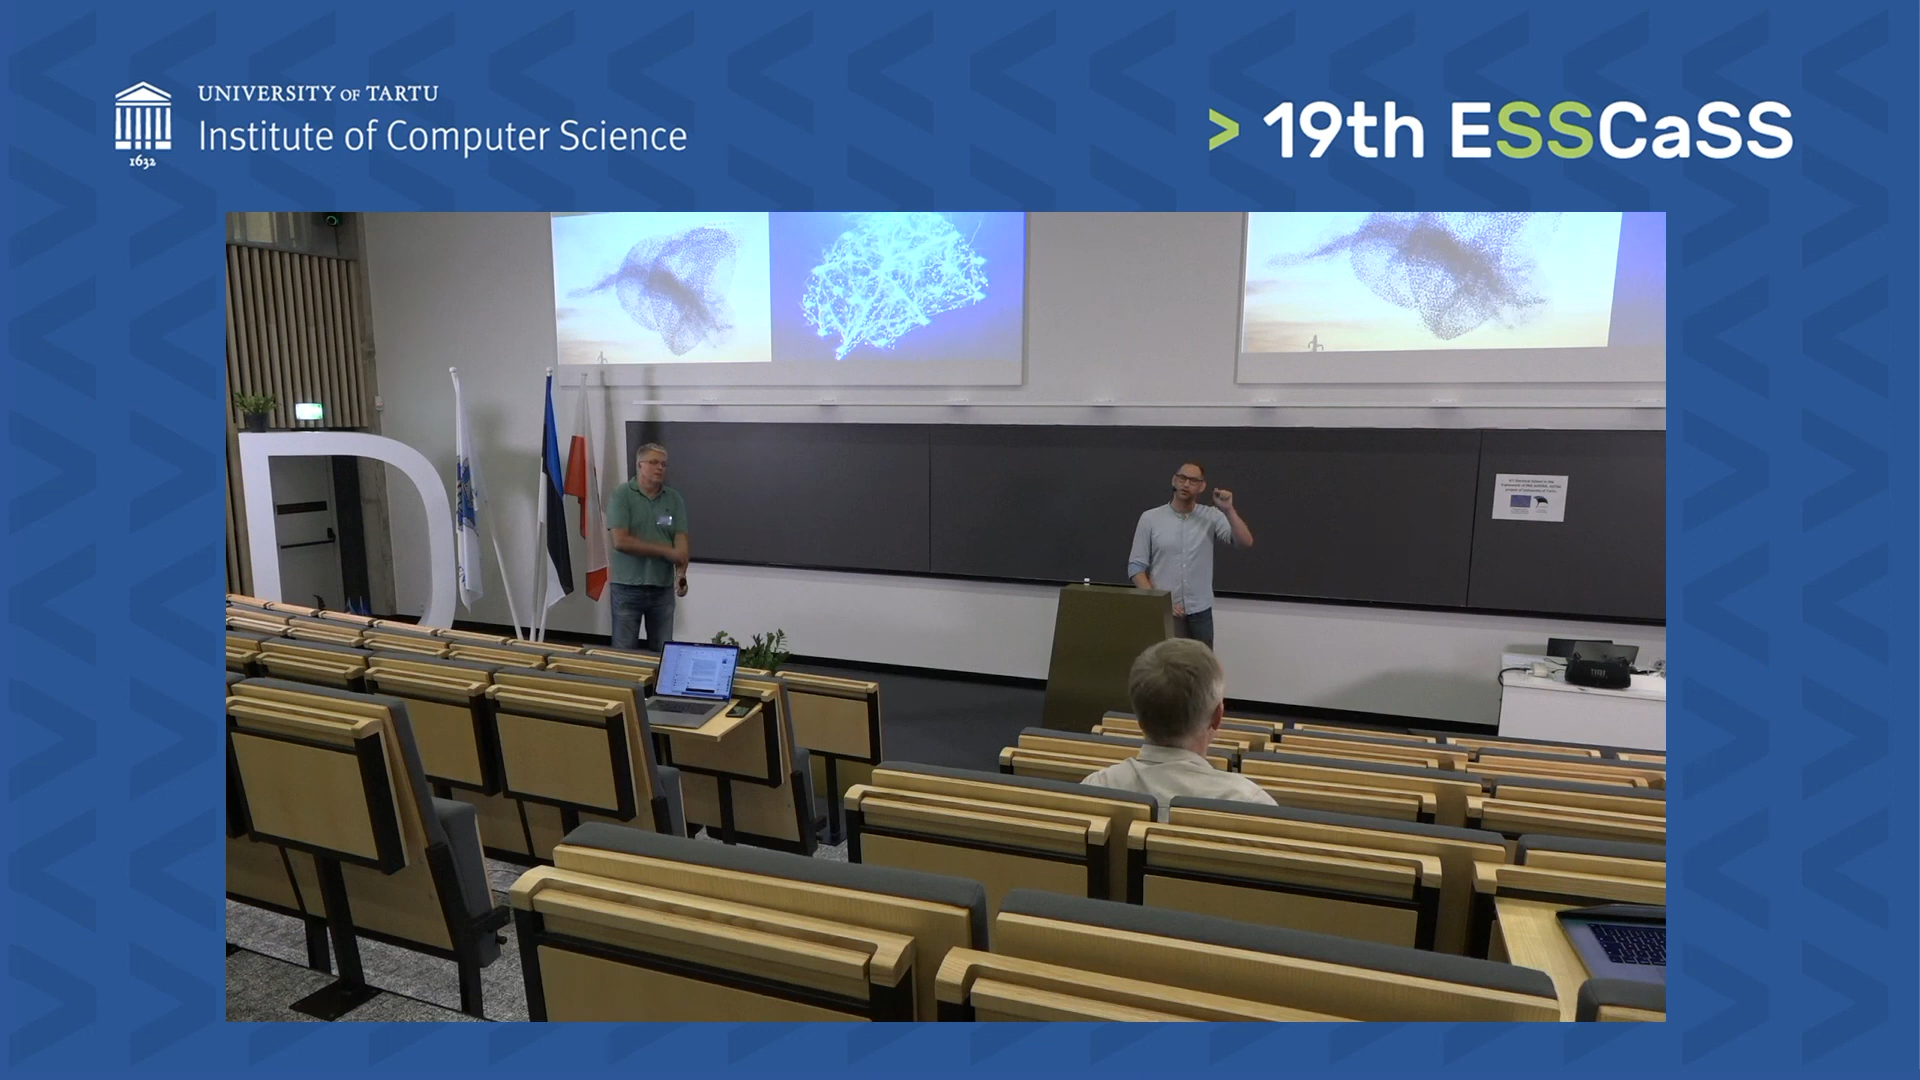 UNIVERSITY OF TARTU
Institute of Computer Science
1632
> 19th ESSCaSS